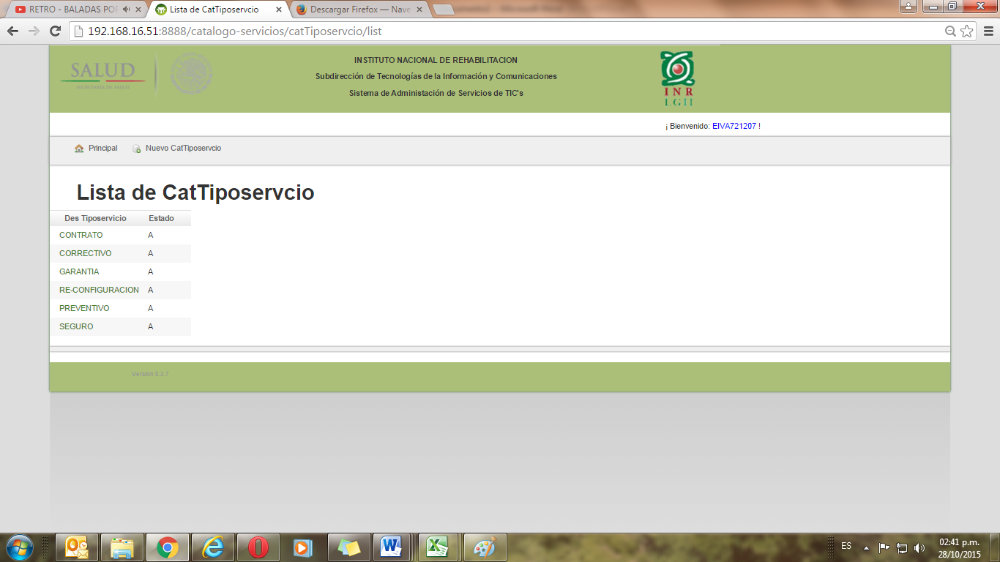 RETRO - BALADAS POP
Lista de CatTiposervcio
Descargar Firefox — Nave
192.168.16.51:8888/catalogo-servicios/catTiposervcio/list
SALUD
SECRETARÍA DE SALUD
INSTITUTO NACIONAL DE REHABILITACION
Subdirección de Tecnologías de la Información y Comunicaciones
Sistema de Administación de Servicios de TIC's
INR
LGII
¡ Bienvenido: EIVA721207 !
Principal
Nuevo CatTiposervcio
Lista de CatTiposervcio
Des Tiposervicio Estado
CONTRATO A
CORRECTIVO A
GARANTIA A
RE-CONFIGURACION A
PREVENTIVO A
SEGURO A
Versión 0.3.7
ES
02:41 p.m.
28/10/2015